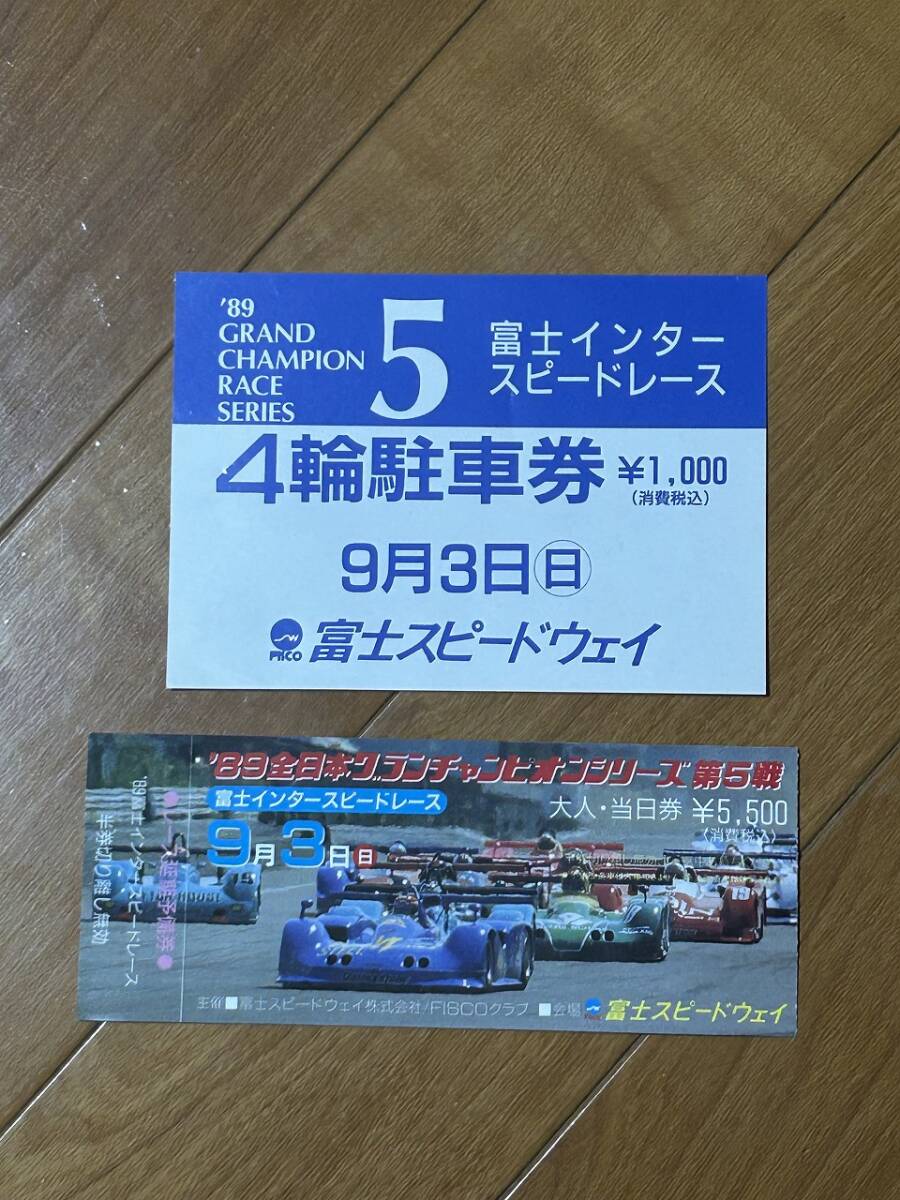 '89
GRAND
CHAMPION
RACE
SERIES
5
富士インター
スピードレース
4輪駐車券 ¥1,000
(消費税込)
9月3日㊐
FISCO 富士スピードウェイ
'89全日本グランチャンピオンシリーズ 第5戦
富士インタースピードレース
大人・当日券 ¥5,500
(消費税込)
9月3日日
主催■富士スピードウェイ株式会社/FISCOクラブ ■会場 富士スピードウェイ
'89富士インタースピードレース
半券切り離し無効